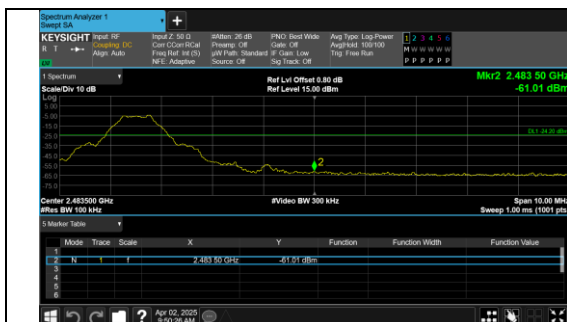 Spectrum Analyzer 1
Swept SA
+
KEYSIGHT Input: RF Input Z: 50 Ω #Atten: 26 dB PNO: Best Wide Avg Type: Log-Power 1 2 3 4 5 6
R T Coupling: DC Corr CCorr RCal Preamp: Off Gate: Off Avg|Hold: 100/100 M W W W W W
Align: Auto Freq Ref: Int (S) µW Path: Standard IF Gain: Low Trig: Free Run
NFE: Adaptive Source: Off Sig Track: Off P P P P P P
1 Spectrum
Ref Lvl Offset 0.80 dB Mkr2 2.483 50 GHz
Scale/Div 10 dB Ref Level 15.00 dBm -61.01 dBm
Log
5.00
-5.00
-15.0
-25.0
-35.0
-45.0
-55.0
-65.0
-75.0
2
Center 2.483500 GHz #Video BW 300 kHz Span 10.00 MHz
#Res BW 100 kHz Sweep 1.00 ms (1001 pts)
5 Marker Table
Mode Trace Scale X Y Function Function Width Function Value
1
2 N 1 f 2.483 50 GHz -61.01 dBm
3
4
5
6
? Apr 02, 2025
9:50:26 AM